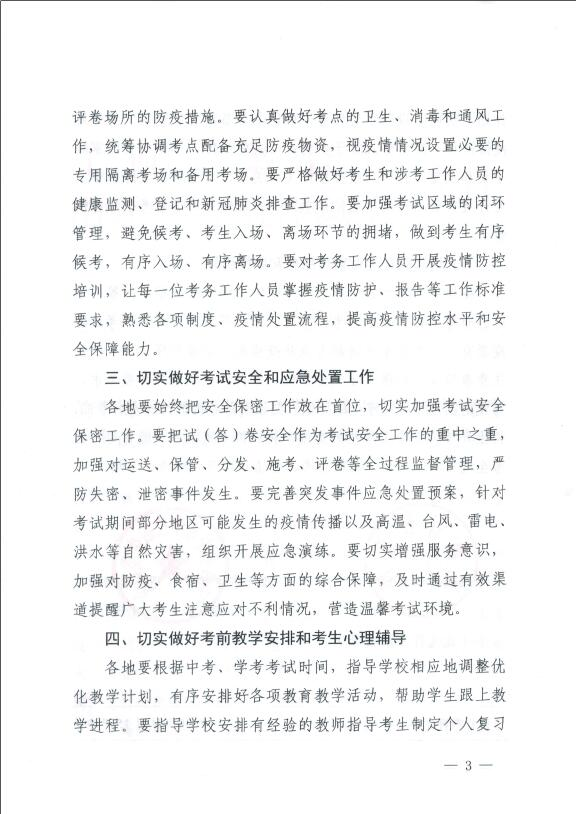 评卷场所的防疫措施。要认真做好考点的卫生、消毒和通风工
作，统筹协调考点配备充足防疫物资，视疫情情况设置必要的
专用隔离考场和备用考场。要严格做好考生和涉考工作人员的
健康监测、登记和新冠肺炎排查工作。要加强考试区域的闭环
管理，避免候考、考生入场、离场环节的拥堵，做到考生有序
候考，有序入场、有序离场。要对考务工作人员开展疫情防控
培训，让每一位考务工作人员掌握疫情防护、报告等工作标准
要求，熟悉各项制度、疫情处置流程，提高疫情防控水平和安
全保障能力。
三、切实做好考试安全和应急处置工作
各地要始终把安全保密工作放在首位，切实加强考试安全
保密工作。要把试（答）卷安全作为考试安全工作的重中之重，
加强对运送、保管、分发、施考、评卷等全过程监督管理，严
防失密、泄密事件发生。要完善突发事件应急处置预案，针对
考试期间部分地区可能发生的疫情传播以及高温、台风、雷电、
洪水等自然灾害，组织开展应急演练。要切实增强服务意识，
加强对防疫、食宿、卫生等方面的综合保障，及时通过有效渠
道提醒广大考生注意应对不利情况，营造温馨考试环境。
四、切实做好考前教学安排和考生心理辅导
各地要根据中考、学考考试时间，指导学校相应地调整优
化教学计划，有序安排好各项教育教学活动，帮助学生跟上教
学进程。要指导学校安排有经验的教师指导考生制定个人复习
— 3 —